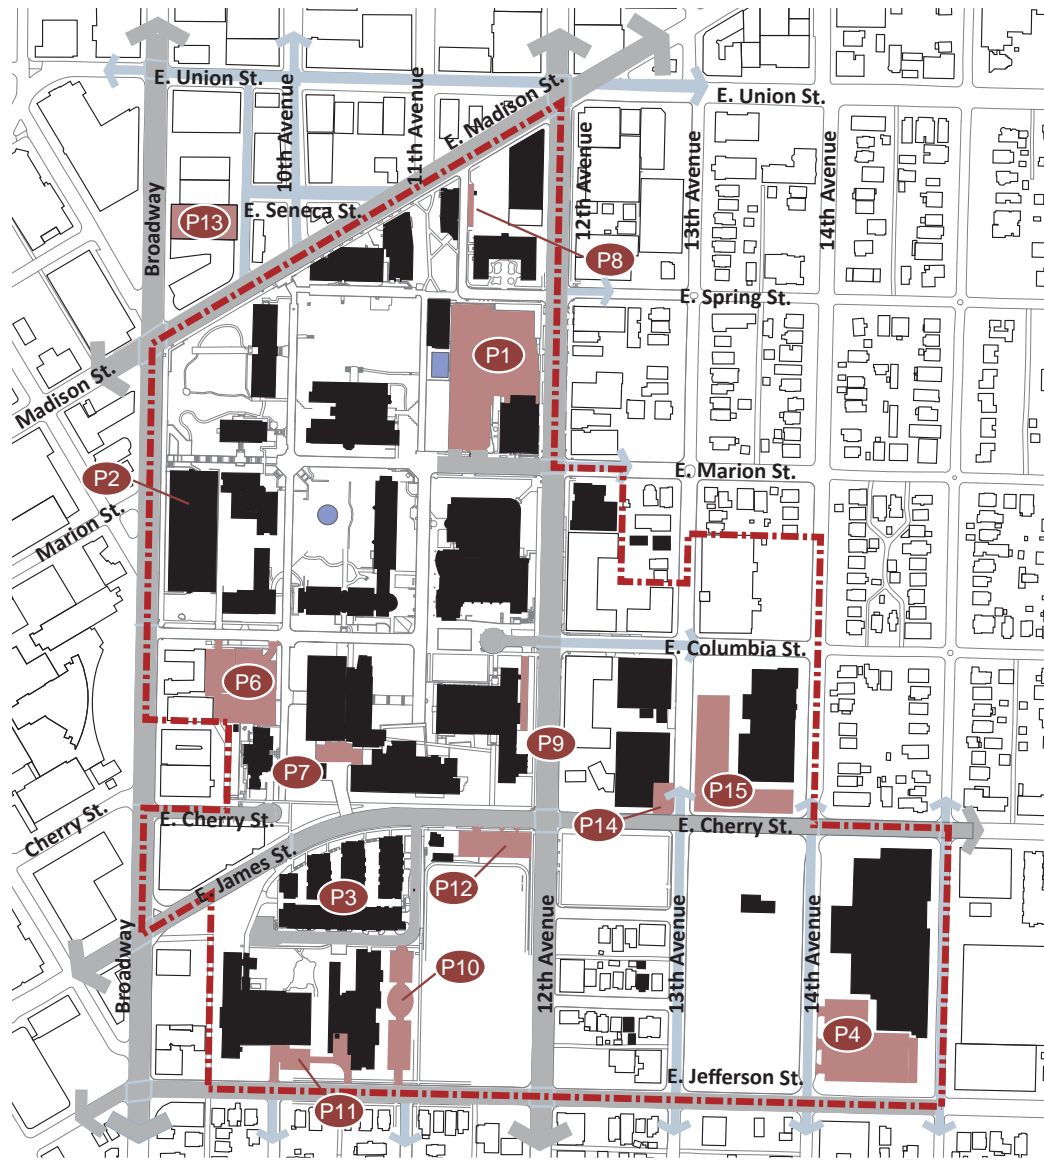 E. Union St.
E. Union St.
10th Avenue
11th Avenue
E. Madison St.
12th Avenue
13th Avenue
14th Avenue
Broadway
P13
E. Seneca St.
P8
E. Spring St.
P1
Madison St.
P2
E. Marion St.
Marion St.
E. Columbia St.
P6
P9
P7
P15
P14
Cherry St.
E. Cherry St.
E. Cherry St.
E. James St.
P12
P3
P10
Broadway
12th Avenue
13th Avenue
14th Avenue
P4
E. Jefferson St.
P11